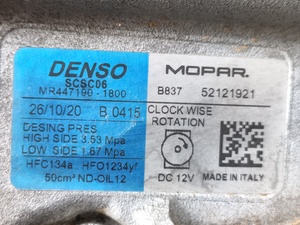 DENSO
MOPAR.
SCSC06
MR447190-1800
B837 52121921
26/10/20 B 0415
CLOCK WISE
ROTATION
DESING PRES
HIGH SIDE 3.53 Mpa
LOW SIDE 1.67 Mpa
HFC134a HFO1234yf
50cm³ ND-OIL12
DC 12V
MADE IN ITALY